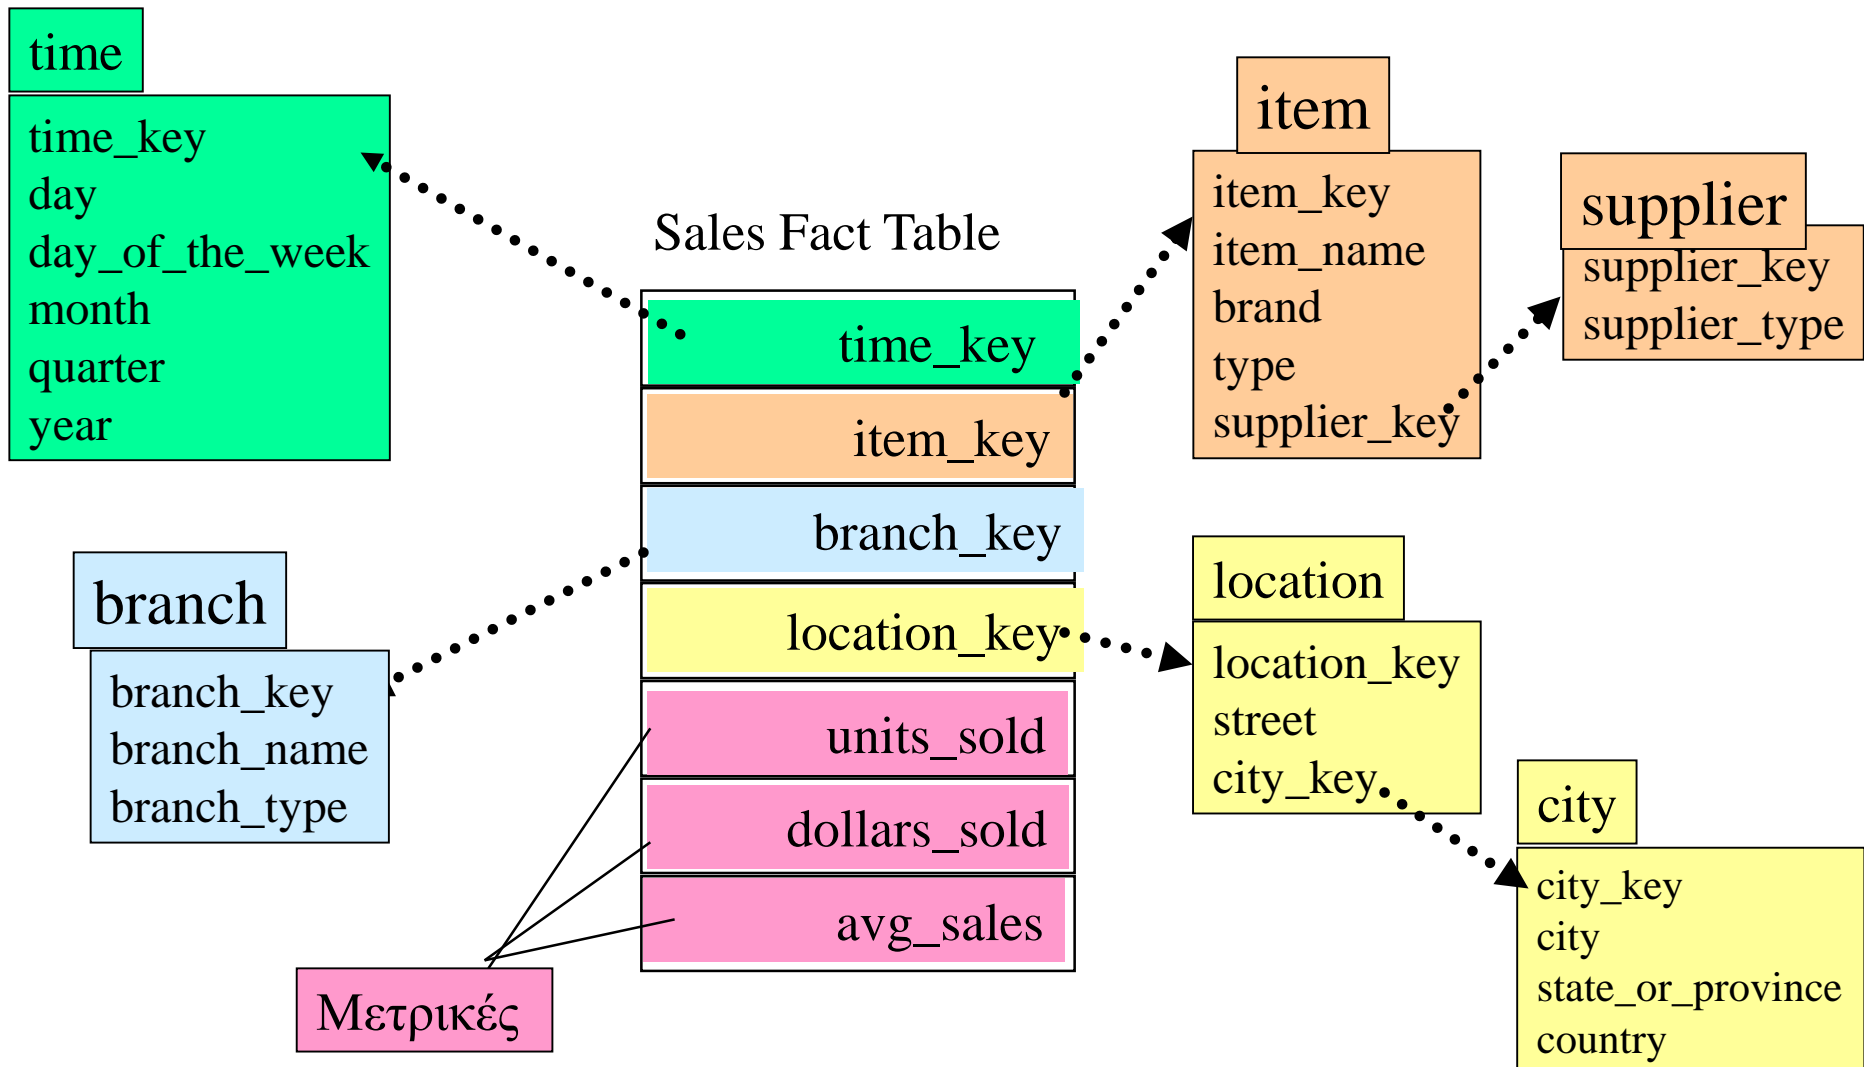 time
time_key
day
day_of_the_week
month
quarter
year
branch
branch_key
branch_name
branch_type
Sales Fact Table
time_key
item_key
branch_key
location_key
units_sold
dollars_sold
avg_sales
Μετρικές
item
item_key
item_name
brand
type
supplier_key
supplier
supplier_key
supplier_type
location
location_key
street
city_key
city
city_key
city
state_or_province
country